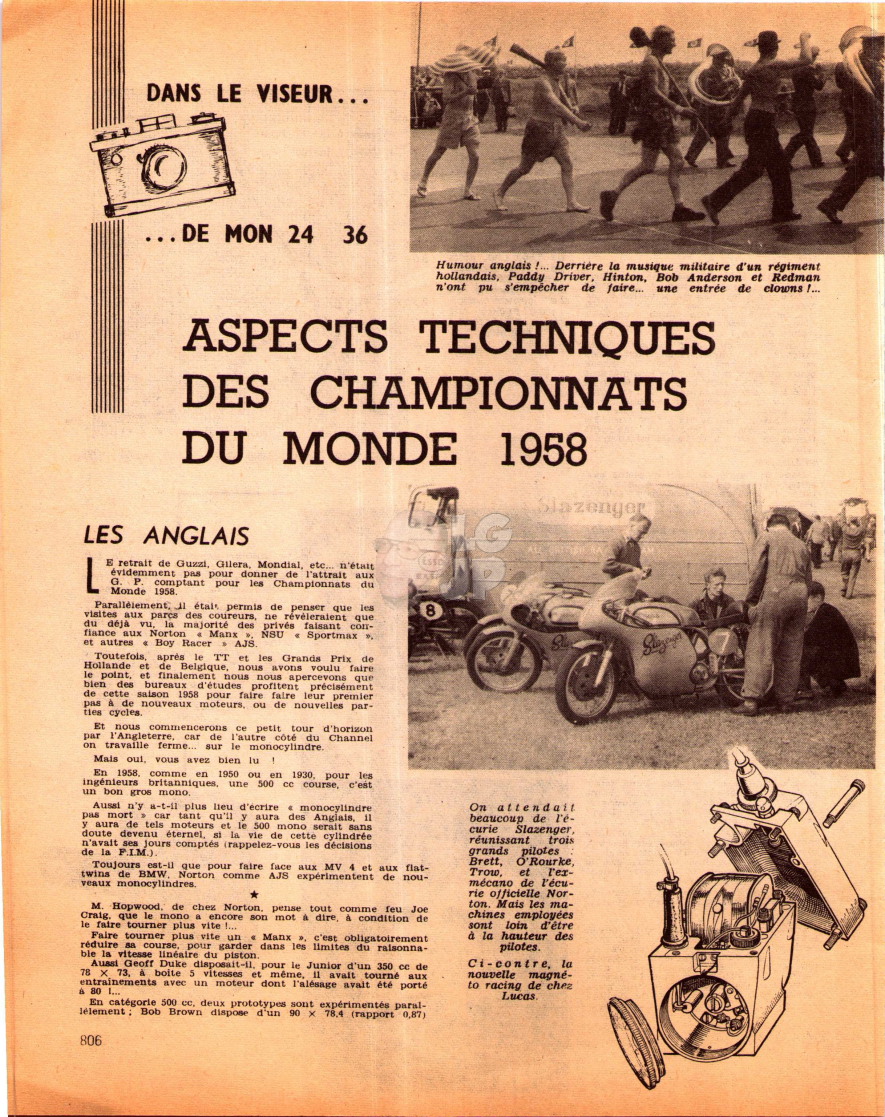 DANS LE VISEUR...
...DE MON 24 36
Humour anglais !... Derrière la musique militaire d'un régiment
hollandais, Paddy Driver, Hinton, Bob Anderson et Redman
n'ont pu s'empêcher de faire... une entrée de clowns !...
ASPECTS TECHNIQUES
DES CHAMPIONNATS
DU MONDE 1958
Slazenger
LES ANGLAIS
LE retrait de Guzzi, Gilera, Mondial, etc... n'était
évidemment pas pour donner de l'attrait aux
G. P. comptant pour les Championnats du
Monde 1958.
Parallèlement, il était permis de penser que les
visites aux parcs des coureurs, ne révéleraient que
du déjà vu, la majorité des privés faisant con-
fiance aux Norton « Manx », NSU « Sportmax »,
et autres « Boy Racer » AJS.
Toutefois, après le TT et les Grands Prix de
Hollande et de Belgique, nous avons voulu faire
le point, et finalement nous nous apercevons que
bien des bureaux d'études profitent précisément
de cette saison 1958 pour faire faire leur premier
pas à de nouveaux moteurs, ou de nouvelles par-
ties cycles.
Et nous commencerons ce petit tour d'horizon
par l'Angleterre, car de l'autre côté du Channel
on travaille ferme... sur le monocylindre.
Mais oui, vous avez bien lu !
En 1958, comme en 1950 ou en 1930, pour les
ingénieurs britanniques, une 500 cc course, c'est
un bon gros mono.
Aussi n'y a-t-il plus lieu d'écrire « monocylindre
pas mort » car tant qu'il y aura des Anglais, il
y aura de tels moteurs et le 500 mono serait sans
doute devenu éternel, si la vie de cette cylindrée
n'avait ses jours comptés (rappelez-vous les décisions
de la F.I.M.).
Toujours est-il que pour faire face aux MV 4 et aux flat-
twins de BMW, Norton comme AJS expérimentent de nou-
veaux monocylindres.
★
M. Hopwood, de chez Norton, pense tout comme feu Joe
Craig, que le mono a encore son mot à dire, à condition de
le faire tourner plus vite !...
Faire tourner plus vite un « Manx », c'est obligatoirement
réduire sa course, pour garder dans les limites du raisonna-
ble la vitesse linéaire du piston.
Aussi Geoff Duke disposait-il, pour le Junior d'un 350 cc de
78 × 73, à boîte 5 vitesses et même, il avait tourné aux
entraînements avec un moteur dont l'alésage avait été porté
à 80 !...
En catégorie 500 cc, deux prototypes sont expérimentés paral-
lèlement ; Bob Brown dispose d'un 90 × 78,4 (rapport 0,87)
8
Slazenger
7
On attendait
beaucoup de l'é-
curie Slazenger,
réunissant trois
grands pilotes :
Brett, O'Rourke,
Trow, et l'ex-
mécano de l'écu-
rie officielle Nor-
ton. Mais les ma-
chines employées
sont loin d'être
à la hauteur des
pilotes.
Ci-contre, la
nouvelle magné-
to racing de chez
Lucas.
806